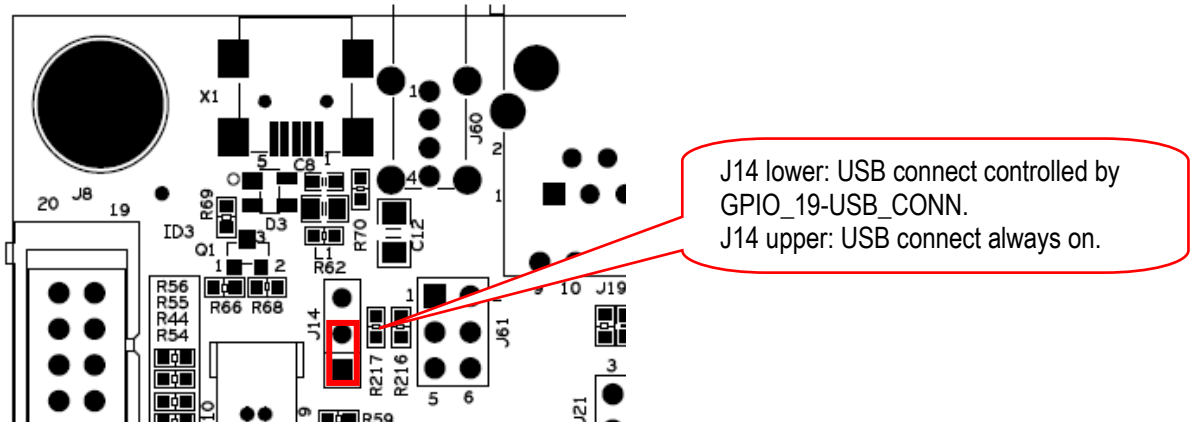 X1
1
J60
2
5
C8
1
4
1
J8
20
19
R69
D3
ID3
Q1
3
1
2
L1
R62
R70
C12
R56
R55
R44
R54
R66
R68
J14
1
2
J61
9
10
J19
R217
R216
5
6
3
J21
10
9
R59
J14 lower: USB connect controlled by
GPIO_19-USB_CONN.
J14 upper: USB connect always on.